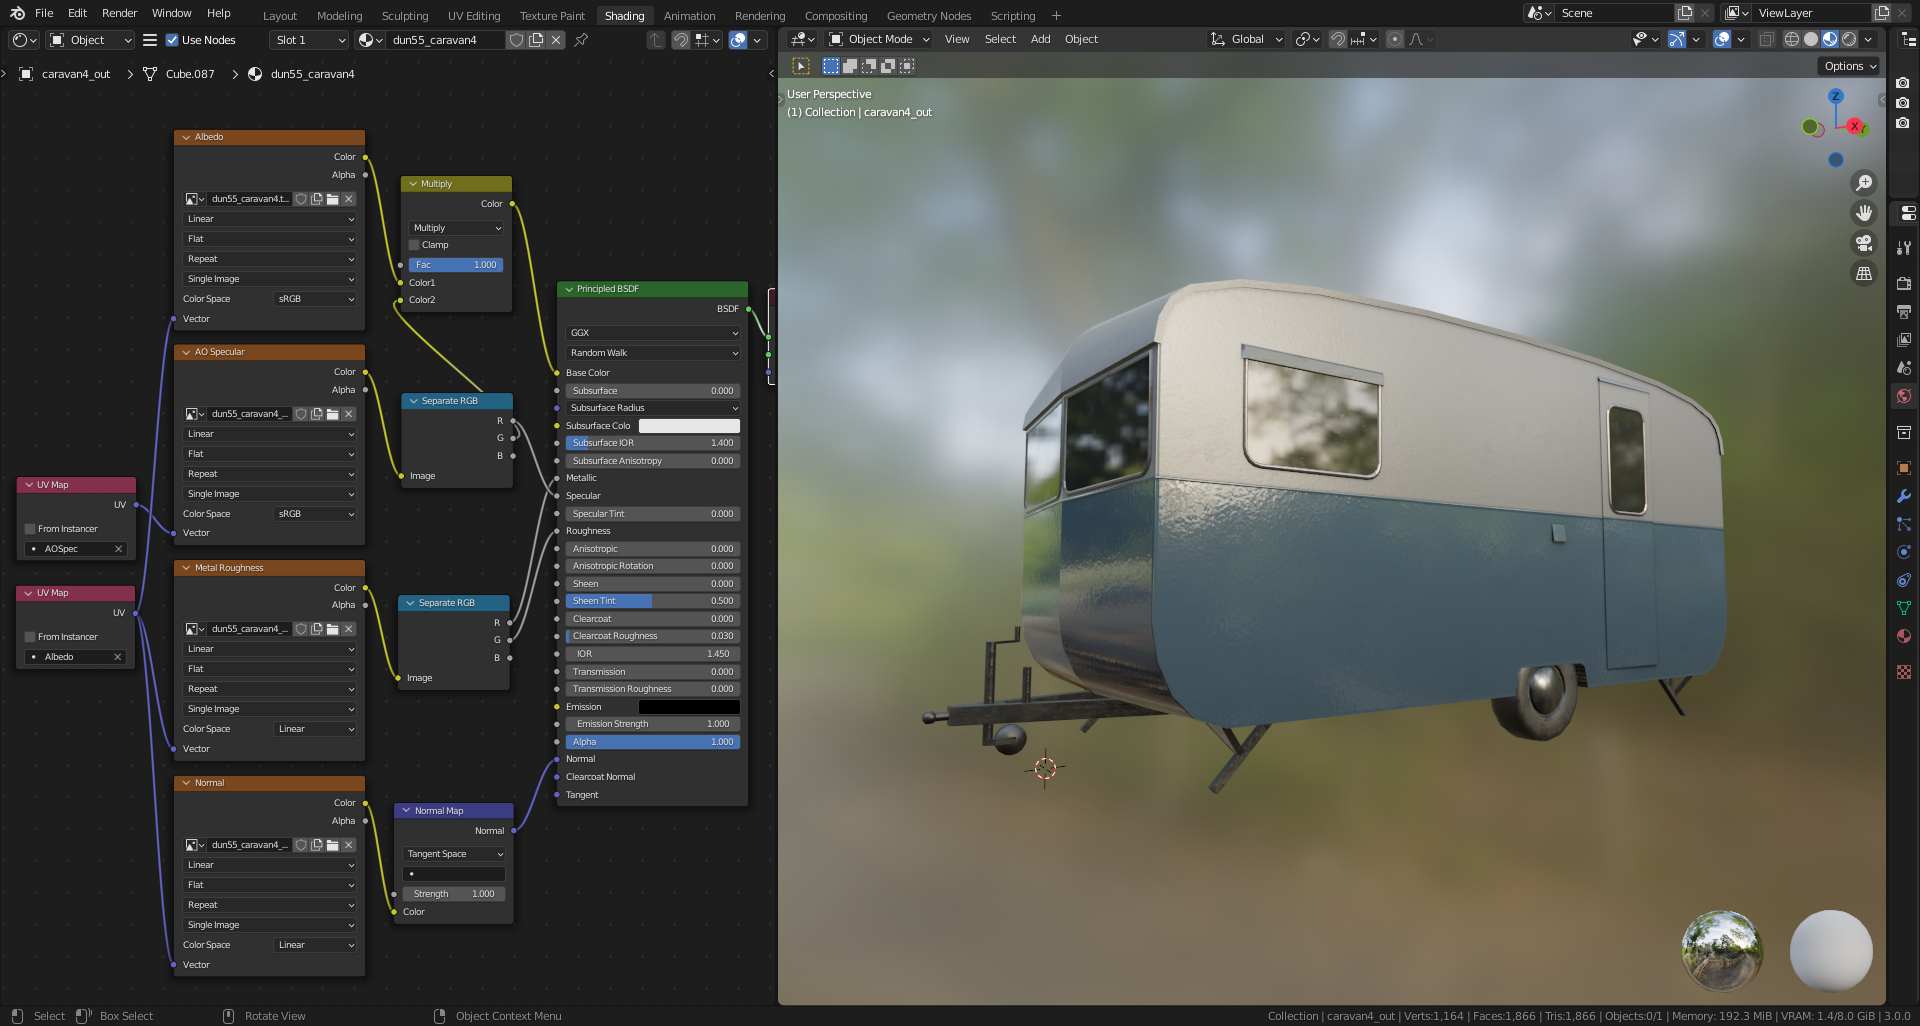 File Edit Render Window Help Layout Modeling Sculpting UV Editing Texture Paint Shading Animation Rendering Compositing Geometry Nodes Scripting + Scene ViewLayer
Object Use Nodes Slot 1 dun55_caravan4 Object Mode View Select Add Object Global
caravan4_out > Cube.087 > dun55_caravan4
Options
User Perspective
(1) Collection | caravan4_out
Z
X
Albedo
Color
Alpha
dun55_caravan4.t...
Linear
Flat
Repeat
Single Image
Color Space sRGB
Vector
Multiply
Color
Multiply
Clamp
Fac 1.000
Color1
Color2
AO Specular
Color
Alpha
dun55_caravan4_...
Linear
Flat
Repeat
Single Image
Color Space sRGB
Vector
Separate RGB
R
G
B
Image
UV Map
UV
From Instancer
AOSpec
UV Map
UV
From Instancer
Albedo
Metal Roughness
Color
Alpha
dun55_caravan4_...
Linear
Flat
Repeat
Single Image
Color Space Linear
Vector
Separate RGB
R
G
B
Image
Normal
Color
Alpha
dun55_caravan4_...
Linear
Flat
Repeat
Single Image
Color Space Linear
Vector
Normal Map
Normal
Tangent Space
Strength 1.000
Color
Principled BSDF
BSDF
GGX
Random Walk
Base Color
Subsurface 0.000
Subsurface Radius
Subsurface Colo
Subsurface IOR 1.400
Subsurface Anisotropy 0.000
Metallic
Specular
Specular Tint 0.000
Roughness
Anisotropic 0.000
Anisotropic Rotation 0.000
Sheen 0.000
Sheen Tint 0.500
Clearcoat 0.000
Clearcoat Roughness 0.030
IOR 1.450
Transmission 0.000
Transmission Roughness 0.000
Emission
Emission Strength 1.000
Alpha 1.000
Normal
Clearcoat Normal
Tangent
Select Box Select Rotate View Object Context Menu Collection | caravan4_out | Verts:1,164 | Faces:1,866 | Tris:1,866 | Objects:0/1 | Memory: 192.3 MiB | VRAM: 1.4/8.0 GiB | 3.0.0